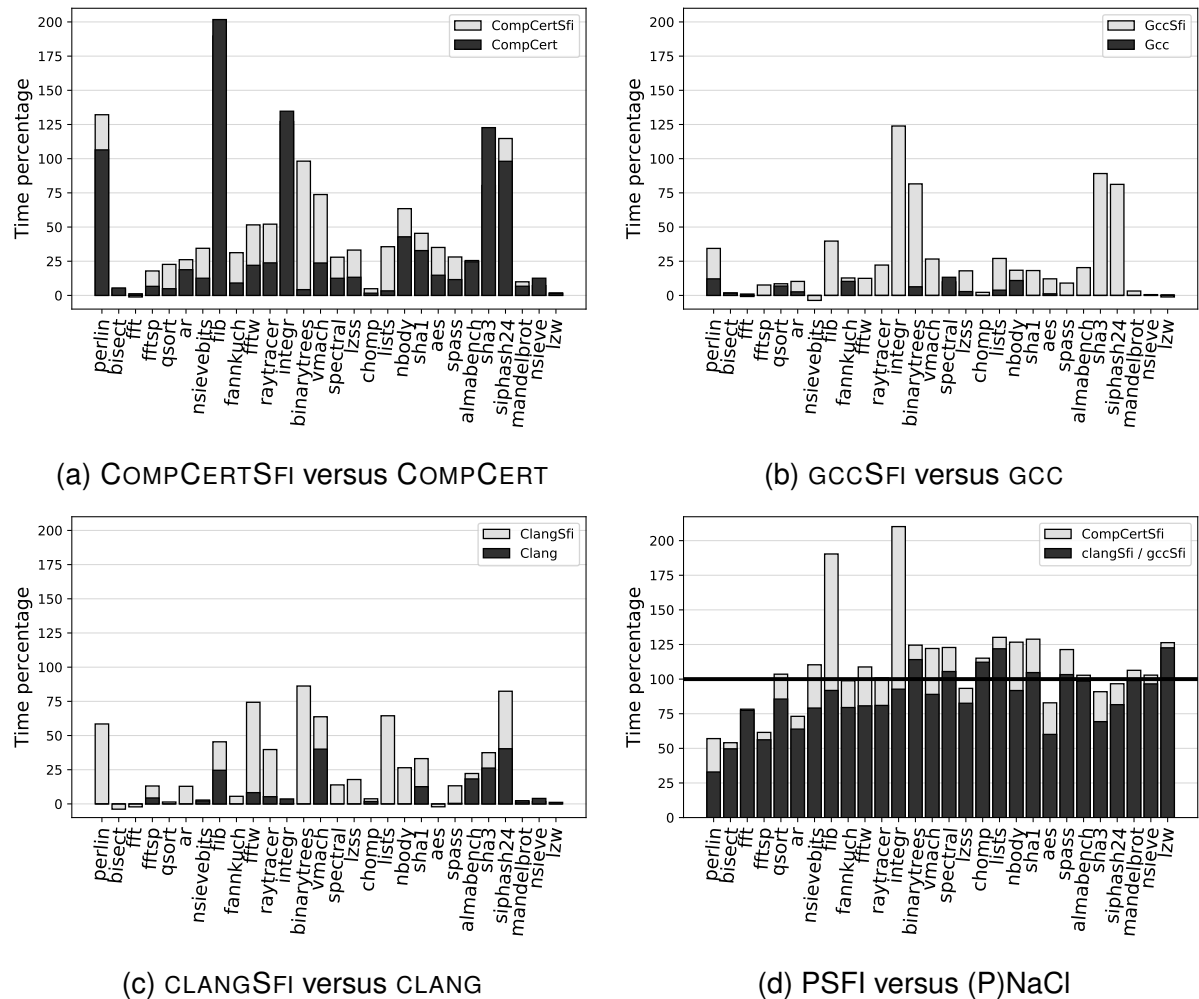 200
175
150
125
100
75
50
25
0
Time percentage
CompCertSfi
CompCert
perlin
bisect
fft
fftsp
qsort
ar
nsievebits
fib
fannkuch
fftw
raytracer
integr
binarytrees
vmach
spectral
lzss
chomp
lists
nbody
sha1
aes
spass
almabench
sha3
siphash24
mandelbrot
nsieve
lzw
(a) COMPCERTSFI versus COMPCERT
200
175
150
125
100
75
50
25
0
Time percentage
GccSfi
Gcc
perlin
bisect
fft
fftsp
qsort
ar
nsievebits
fib
fannkuch
fftw
raytracer
integr
binarytrees
vmach
spectral
lzss
chomp
lists
nbody
sha1
aes
spass
almabench
sha3
siphash24
mandelbrot
nsieve
lzw
(b) GCCSFI versus GCC
200
175
150
125
100
75
50
25
0
Time percentage
ClangSfi
Clang
perlin
bisect
fft
fftsp
qsort
ar
nsievebits
fib
fannkuch
fftw
raytracer
integr
binarytrees
vmach
spectral
lzss
chomp
lists
nbody
sha1
aes
spass
almabench
sha3
siphash24
mandelbrot
nsieve
lzw
(c) CLANGSFI versus CLANG
200
175
150
125
100
75
50
25
0
Time percentage
CompCertSfi
clangSfi / gccSfi
perlin
bisect
fft
fftsp
qsort
ar
nsievebits
fib
fannkuch
fftw
raytracer
integr
binarytrees
vmach
spectral
lzss
chomp
lists
nbody
sha1
aes
spass
almabench
sha3
siphash24
mandelbrot
nsieve
lzw
(d) PSFI versus (P)NaCl